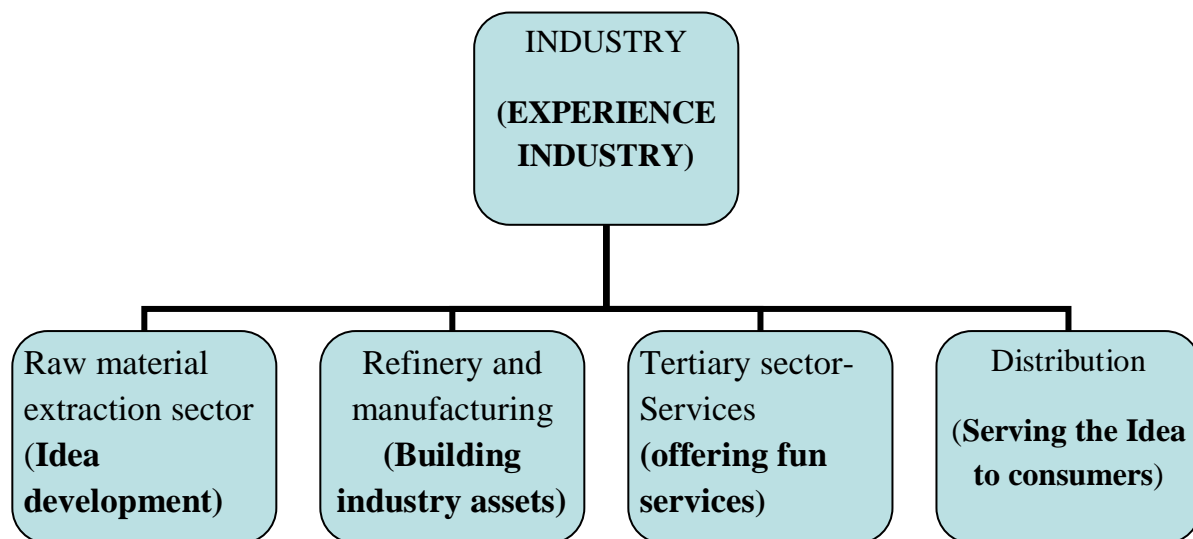 INDUSTRY
(EXPERIENCE
INDUSTRY)
Raw material
extraction sector
(Idea
development)
Refinery and
manufacturing
(Building
industry assets)
Tertiary sector-
Services
(offering fun
services)
Distribution
(Serving the Idea
to consumers)